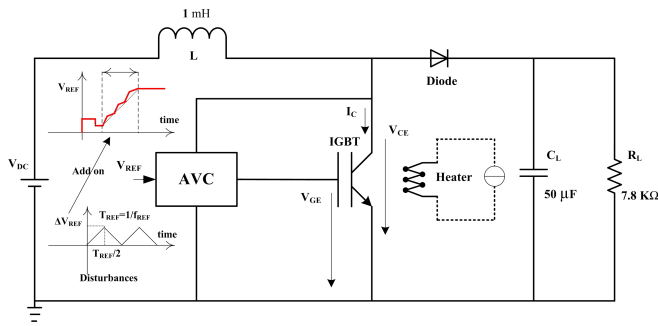 1 mH
L
Diode
V_REF
time
I_C
IGBT
V_CE
V_DC
Add on
V_REF
AVC
V_GE
Heater
C_L
50 µF
R_L
7.8 KΩ
ΔV_REF
T_REF=1/f_REF
time
T_REF/2
Disturbances